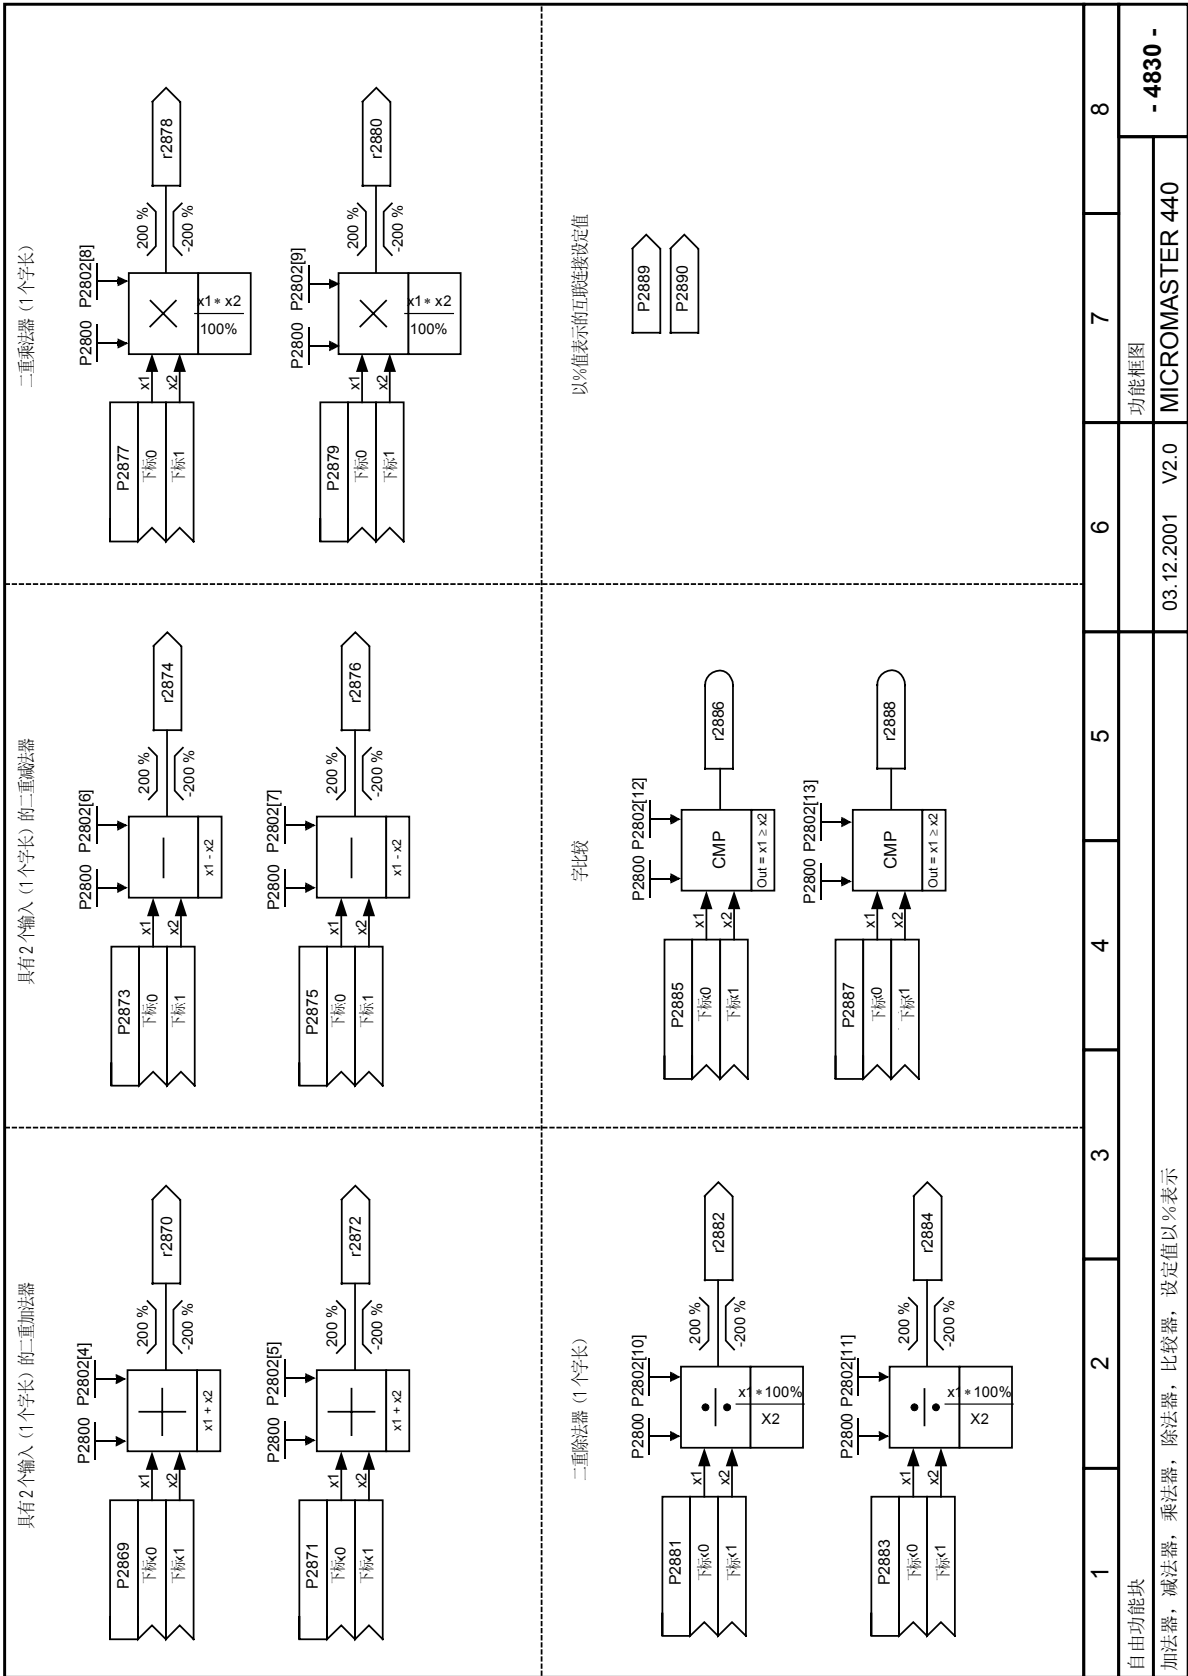 具有2个输入（1个字长）的二重加法器
P2800 P2802[4]
P2869
下标0
下标1
x1
x2
x1 + x2
200 %
-200 %
r2870
P2800 P2802[5]
P2871
下标0
下标1
x1
x2
x1 + x2
200 %
-200 %
r2872
具有2个输入（1个字长）的二重减法器
P2800 P2802[6]
P2873
下标0
下标1
x1
x2
x1 - x2
200 %
-200 %
r2874
P2800 P2802[7]
P2875
下标0
下标1
x1
x2
x1 - x2
200 %
-200 %
r2876
二重乘法器（1个字长）
P2800 P2802[8]
P2877
下标0
下标1
x1
x2
x1* x2
100%
200 %
-200 %
r2878
P2800 P2802[9]
P2879
下标0
下标1
x1
x2
x1* x2
100%
200 %
-200 %
r2880
二重除法器（1个字长）
P2800 P2802[10]
P2881
下标0
下标1
x1
x2
x1*100%
X2
200 %
-200 %
r2882
P2800 P2802[11]
P2883
下标0
下标1
x1
x2
x1*100%
X2
200 %
-200 %
r2884
字比较
P2800 P2802[12]
P2885
下标0
下标1
x1
x2
CMP
Out = x1 ≥ x2
r2886
P2800 P2802[13]
P2887
下标0
下标1
x1
x2
CMP
Out = x1 ≥ x2
r2888
以%值表示的互联连接设定值
P2889
P2890
1 2 3 4 5 6 7 8
自由功能块
加法器，减法器，乘法器，除法器，比较器，设定值以%表示
03.12.2001 V2.0
功能框图
MICROMASTER 440
- 4830 -